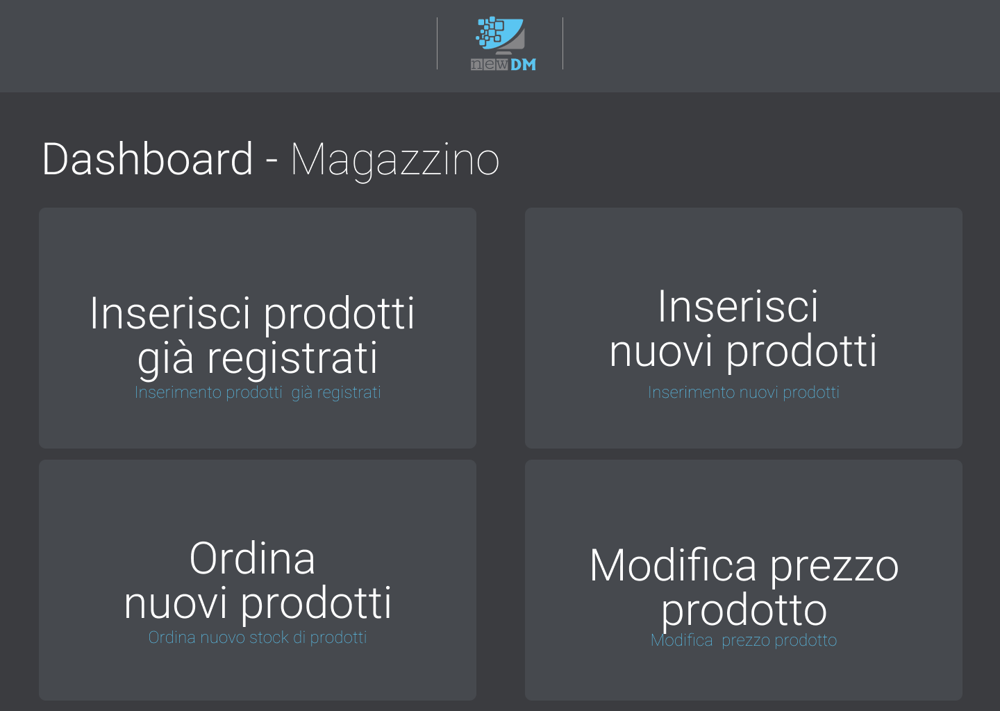 newDM
Dashboard - Magazzino
Inserisci prodotti
già registrati
Inserimento prodotti già registrati
Inserisci
nuovi prodotti
Inserimento nuovi prodotti
Ordina
nuovi prodotti
Ordina nuovo stock di prodotti
Modifica prezzo
prodotto
Modifica prezzo prodotto